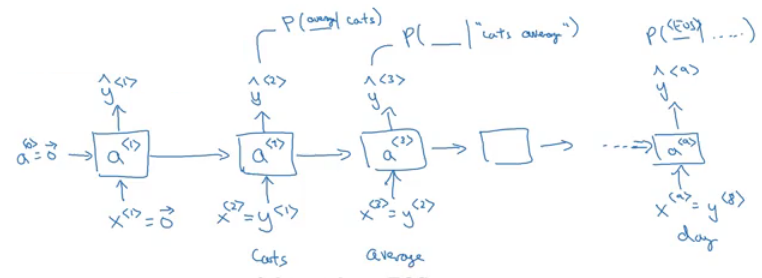 P(average | cats)
P( ___ | "cats average")
P(<EOS> | .....)
ŷ<1> ŷ<2> ŷ<3> ŷ<9>
a<0>=0⃗ → a<1> → a<2> → a<3> → → ....→ a<9>
x<1>=0⃗ x<2>=y<1> x<3>=y<2> x<9>=y<8>
Cats average day